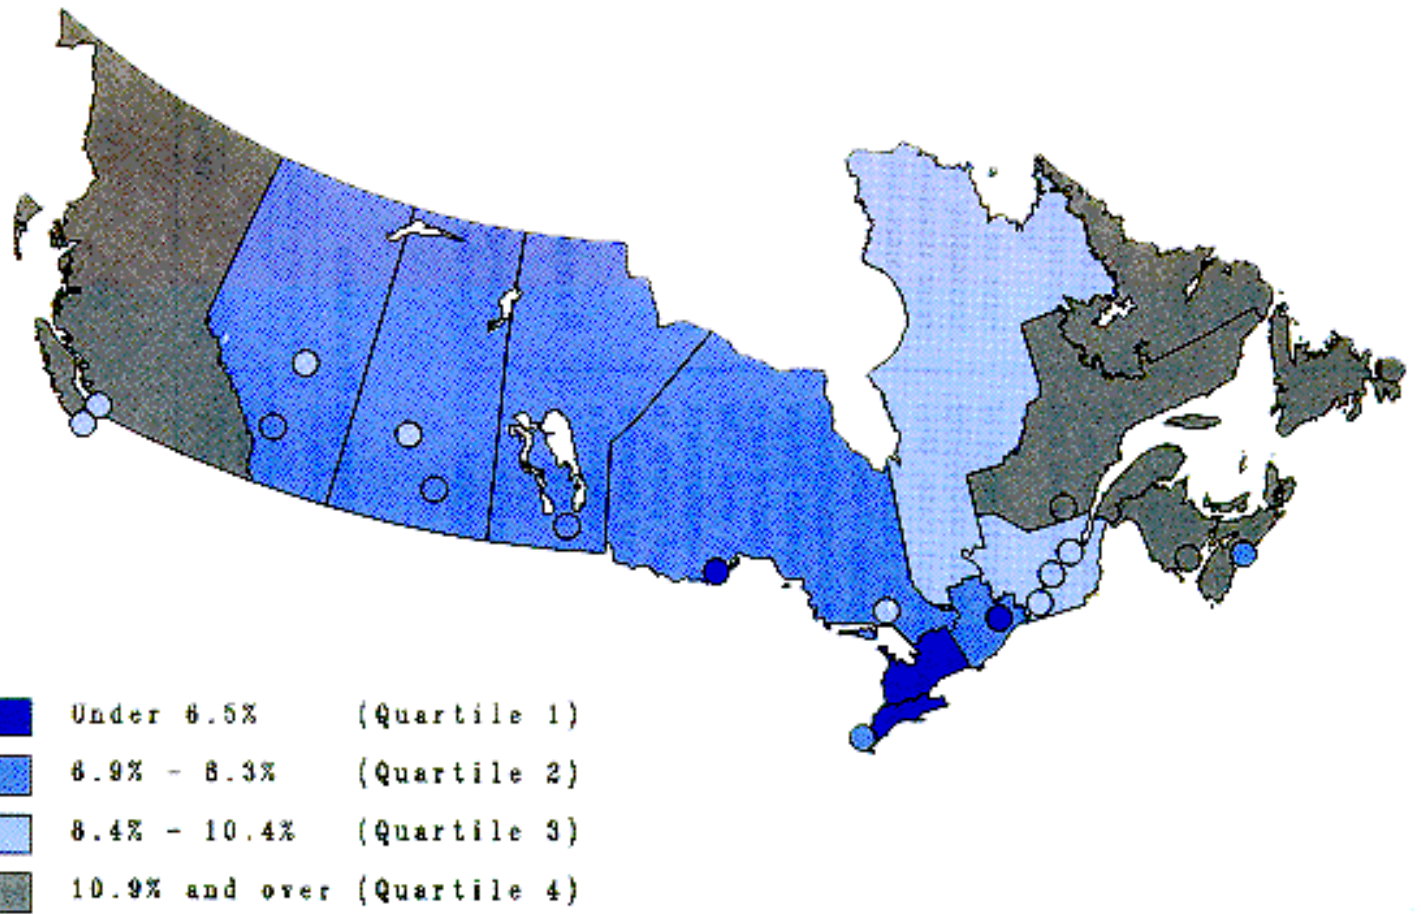 Under 6.5% (Quartile 1)
6.9% - 8.3% (Quartile 2)
8.4% - 10.4% (Quartile 3)
10.9% and over (Quartile 4)